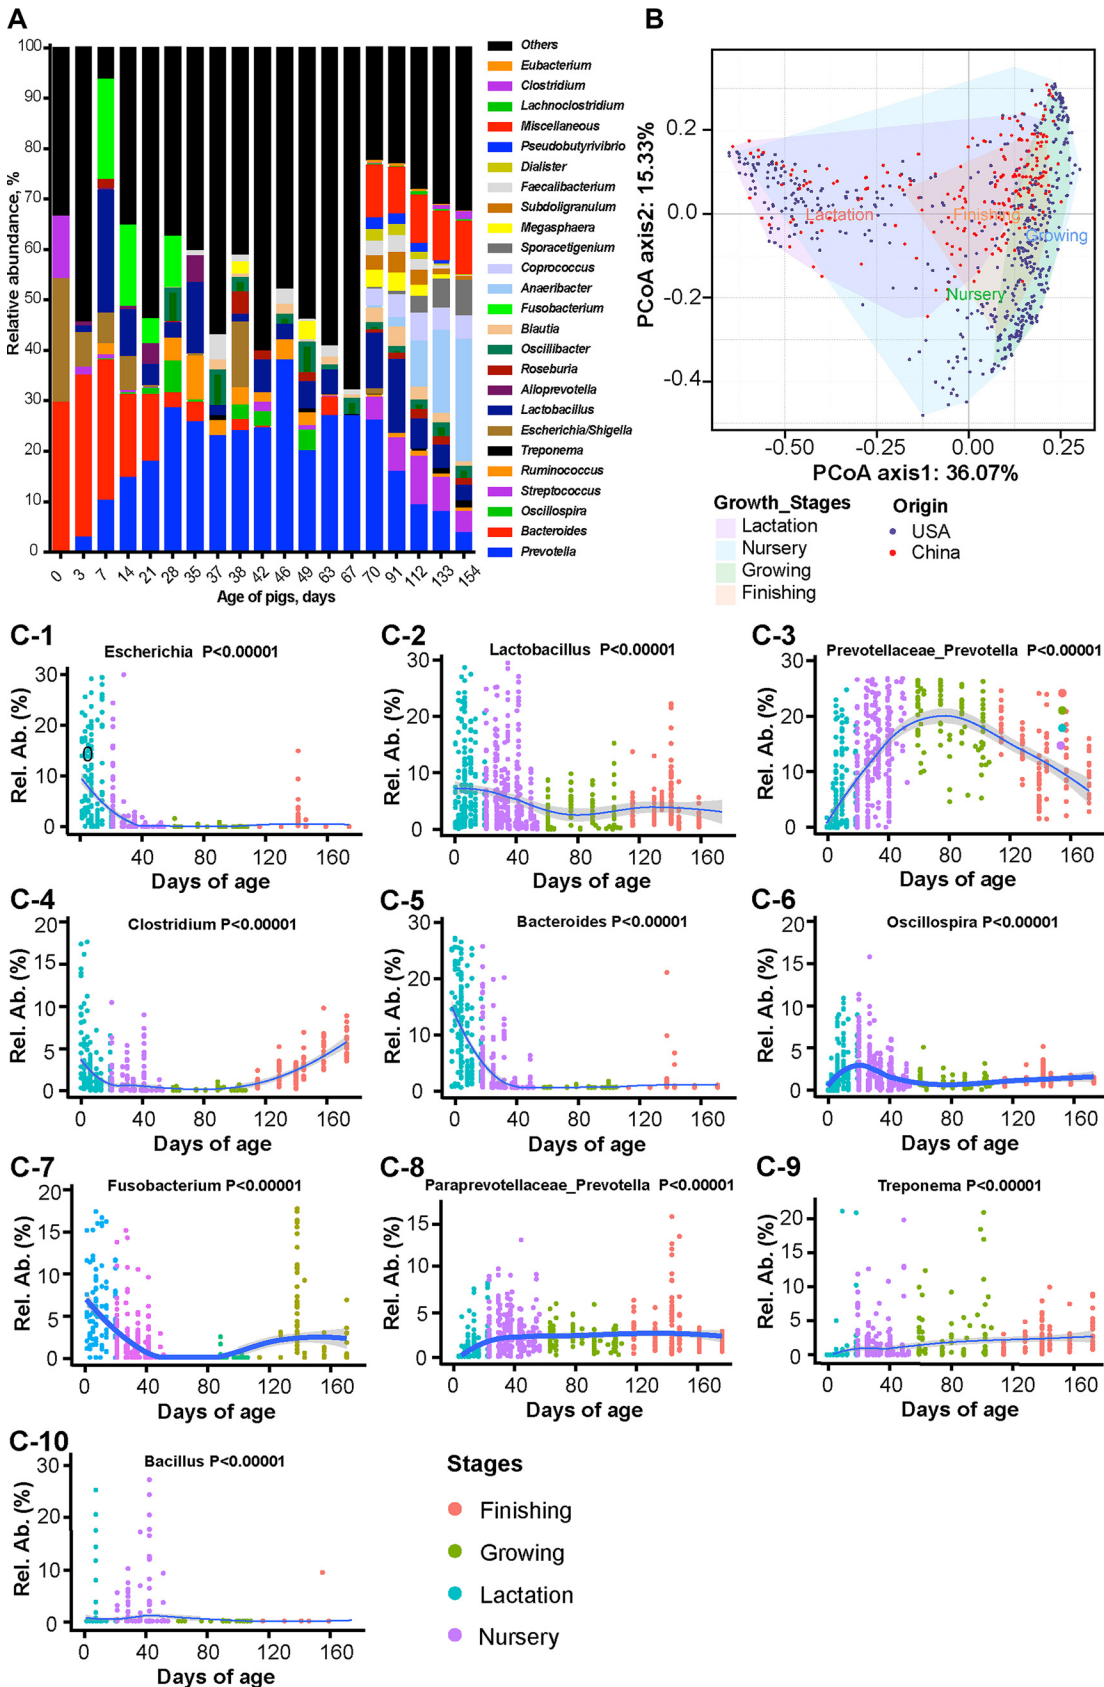 A
Relative abundance, %
100
90
80
70
60
50
40
30
20
10
0
0 3 7 14 21 28 35 37 38 42 46 49 63 67 70 91 112 133 154
Age of pigs, days
Others
Eubacterium
Clostridium
Lachnoclostridium
Miscellaneous
Pseudobutyrivibrio
Dialister
Faecalibacterium
Subdoligranulum
Megasphaera
Sporacetigenium
Coprococcus
Anaeribacter
Fusobacterium
Blautia
Oscillibacter
Roseburia
Alloprevotella
Lactobacillus
Escherichia/Shigella
Treponema
Ruminococcus
Streptococcus
Oscillospira
Bacteroides
Prevotella
B
PCoA axis2: 15.33%
0.2
0.0
-0.2
-0.4
Lactation
Finishing
Growing
Nursery
-0.50 -0.25 0.00 0.25
PCoA axis1: 36.07%
Growth_Stages
Lactation
Nursery
Growing
Finishing
Origin
USA
China
C-1
Escherichia P<0.00001
Rel. Ab. (%)
30
20
10
0
0
0 40 80 120 160
Days of age
C-2
Lactobacillus P<0.00001
Rel. Ab. (%)
30
20
10
0
0 40 80 120 160
Days of age
C-3
Prevotellaceae_Prevotella P<0.00001
Rel. Ab. (%)
30
20
10
0
0 40 80 120 160
Days of age
C-4
Clostridium P<0.00001
Rel. Ab. (%)
20
15
10
5
0
0 40 80 120 160
Days of age
C-5
Bacteroides P<0.00001
Rel. Ab. (%)
30
20
10
0
0 40 80 120 160
Days of age
C-6
Oscillospira P<0.00001
Rel. Ab. (%)
20
15
10
5
0
0 40 80 120 160
Days of age
C-7
Fusobacterium P<0.00001
Rel. Ab. (%)
20
15
10
5
0
0 40 80 120 160
Days of age
C-8
Paraprevotellaceae_Prevotella P<0.00001
Rel. Ab. (%)
15
10
5
0
0 40 80 120 160
Days of age
C-9
Treponema P<0.00001
Rel. Ab. (%)
20
15
10
5
0
0 40 80 120 160
Days of age
C-10
Bacillus P<0.00001
Rel. Ab. (%)
30
20
10
0
0 40 80 120 160
Days of age
Stages
Finishing
Growing
Lactation
Nursery